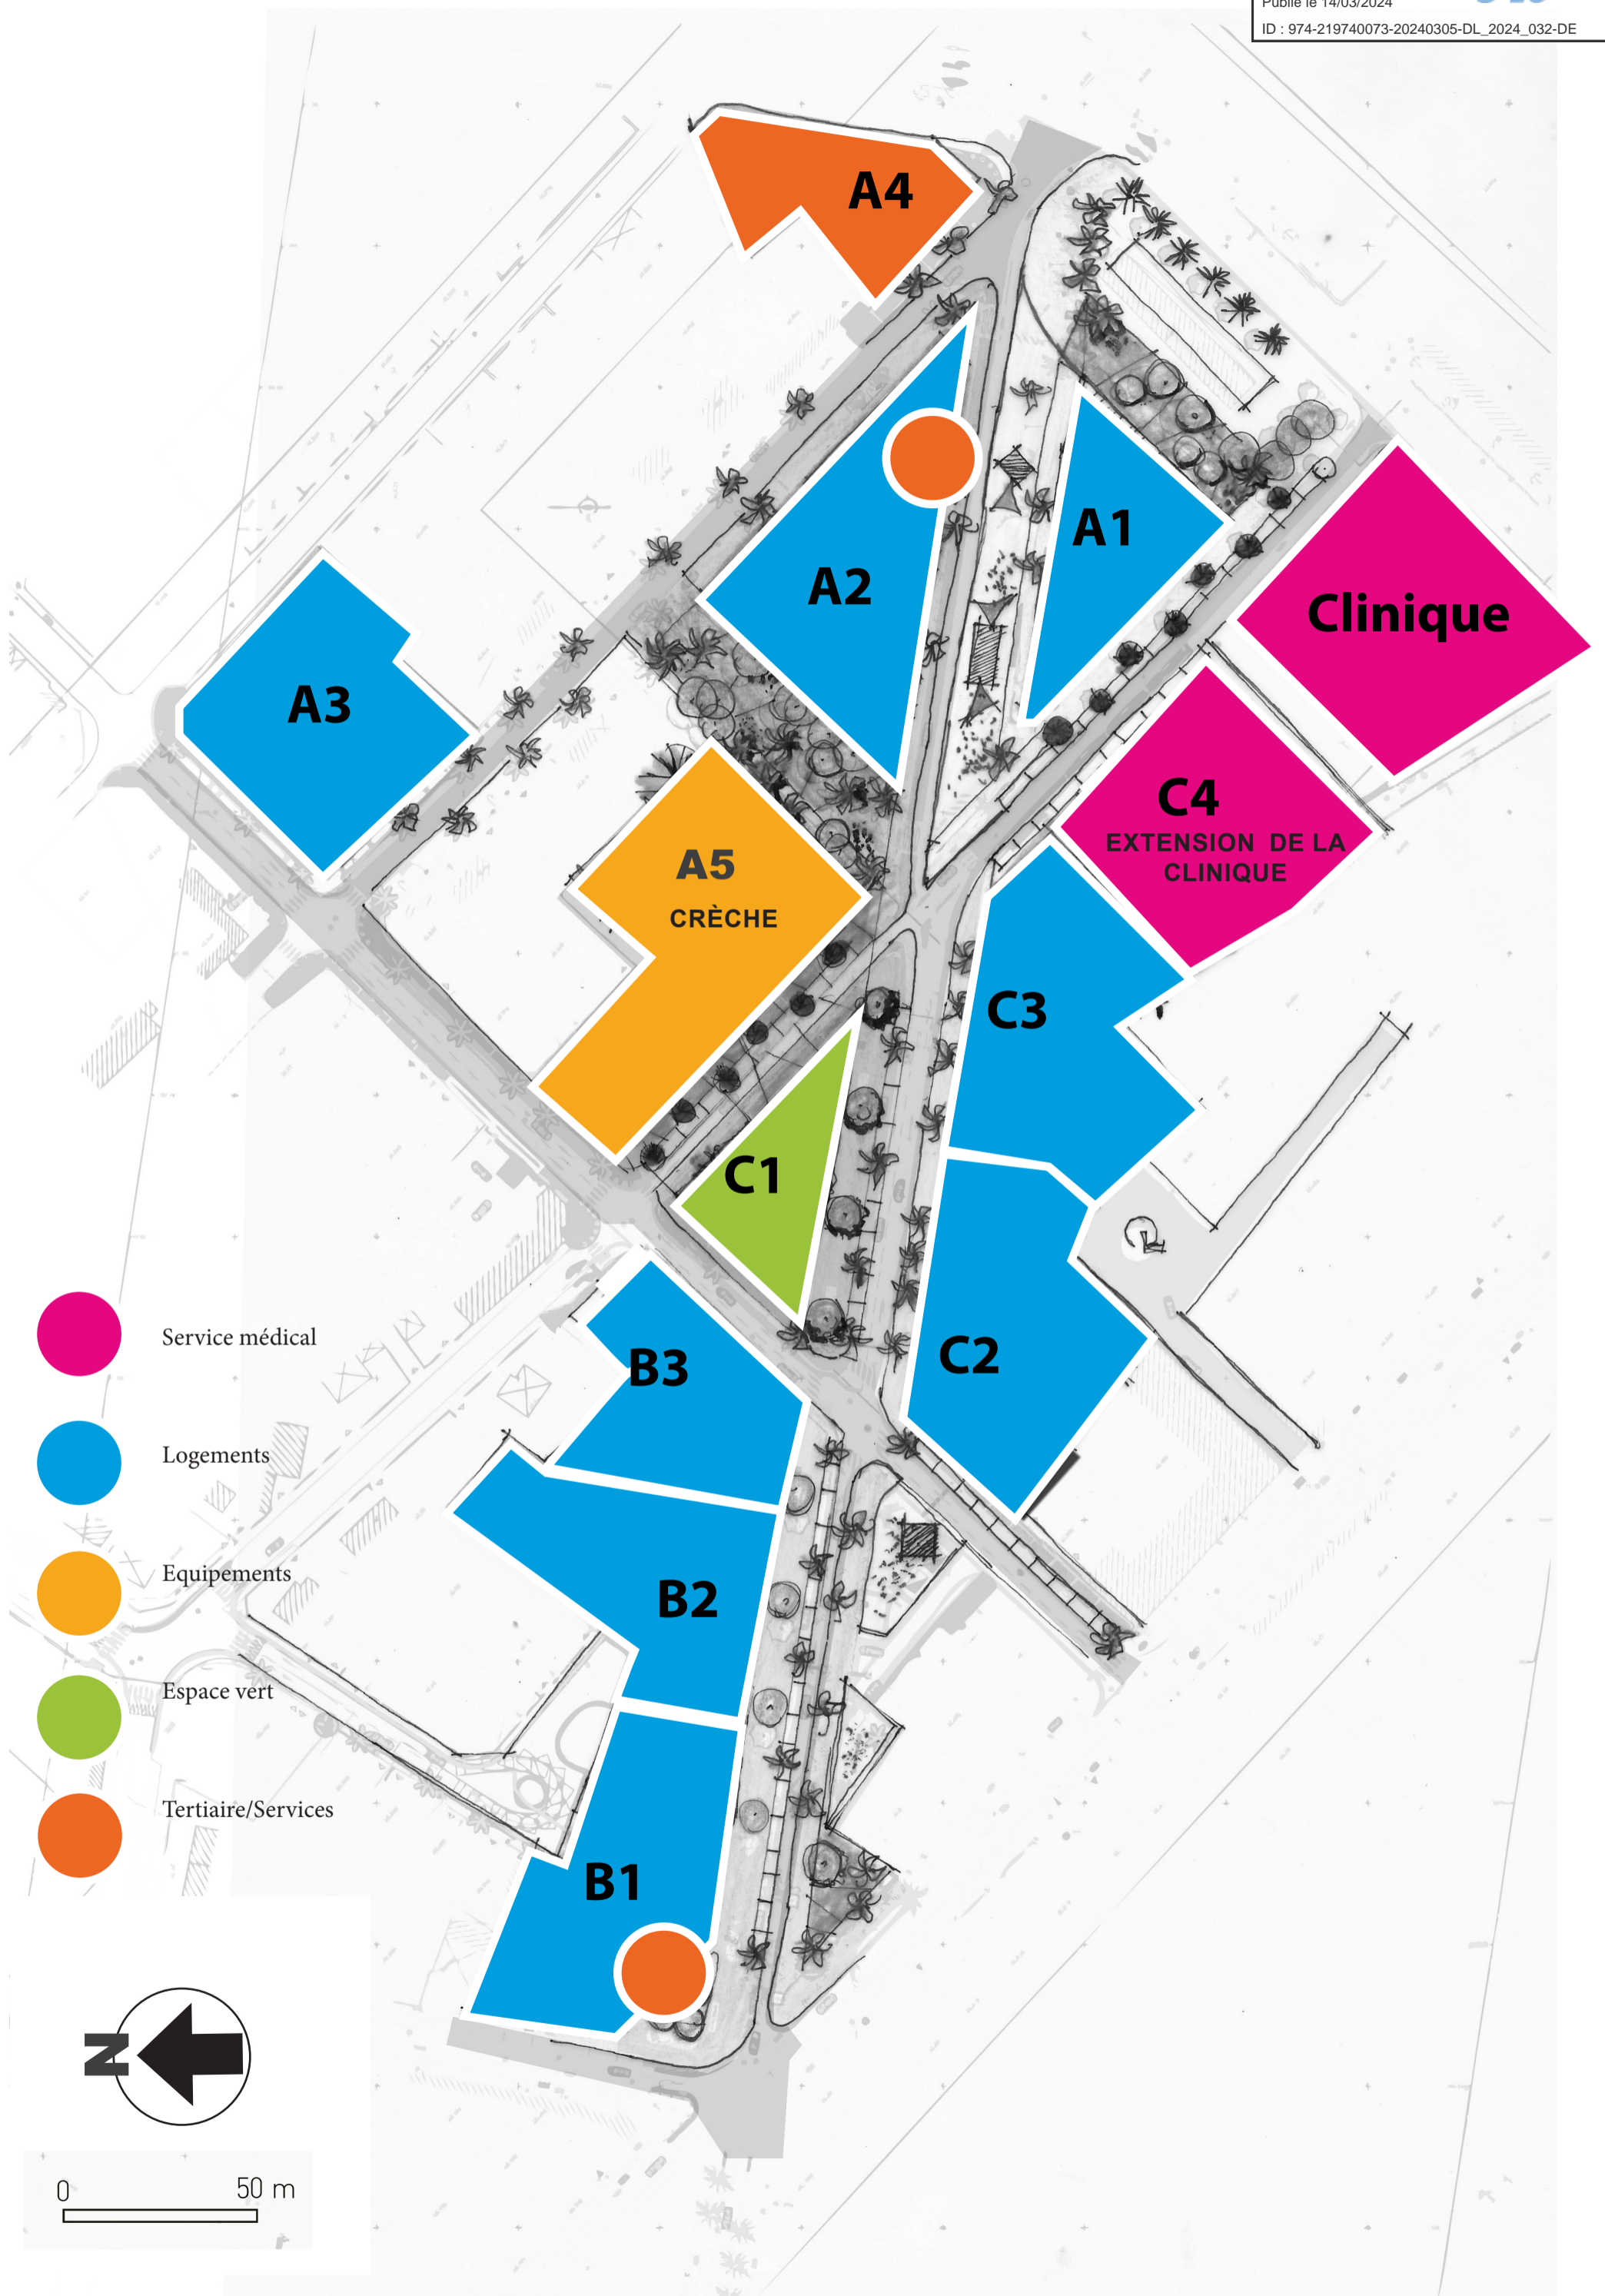 Publié le 14/03/2024
ID : 974-219740073-20240305-DL_2024_032-DE
A4
A1
A2
Clinique
A3
C4
EXTENSION DE LA
CLINIQUE
A5
CRÈCHE
C3
C1
Service médical
C2
B3
Logements
Equipements
B2
Espace vert
Tertiaire/Services
B1
N
0
50 m